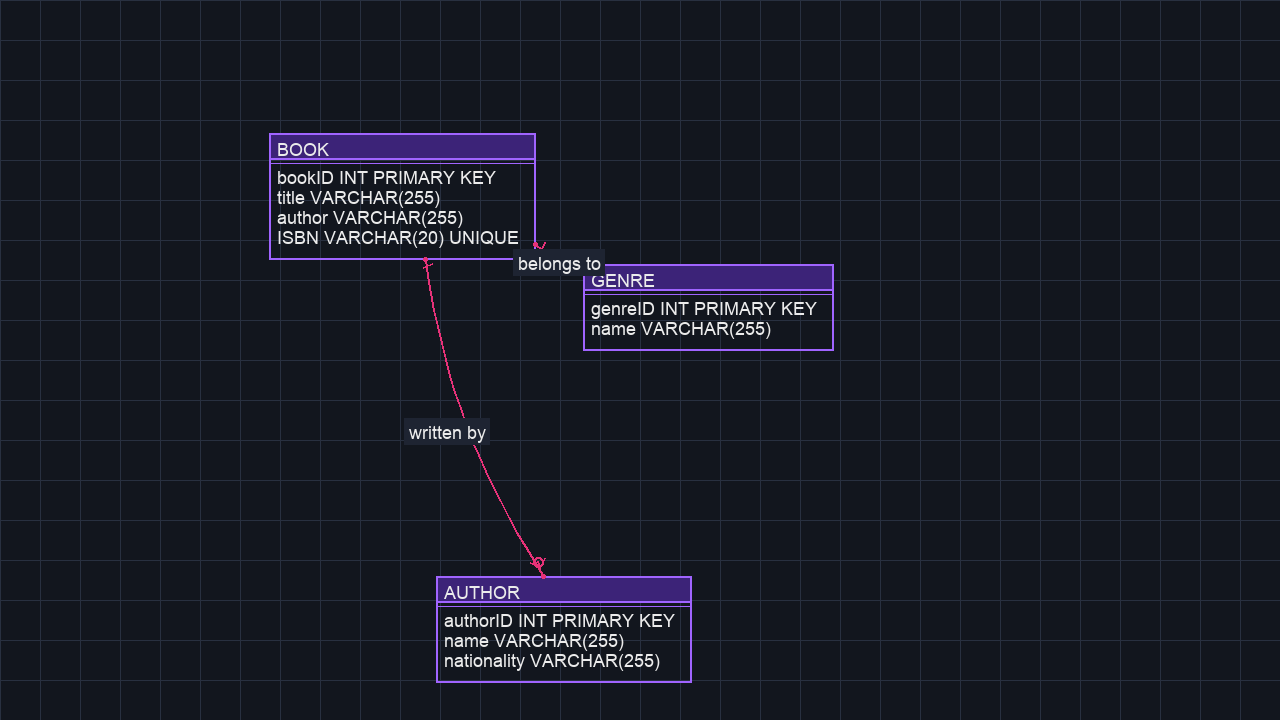 BOOK
bookID INT PRIMARY KEY
title VARCHAR(255)
author VARCHAR(255)
ISBN VARCHAR(20) UNIQUE
belongs to
GENRE
genreID INT PRIMARY KEY
name VARCHAR(255)
written by
AUTHOR
authorID INT PRIMARY KEY
name VARCHAR(255)
nationality VARCHAR(255)